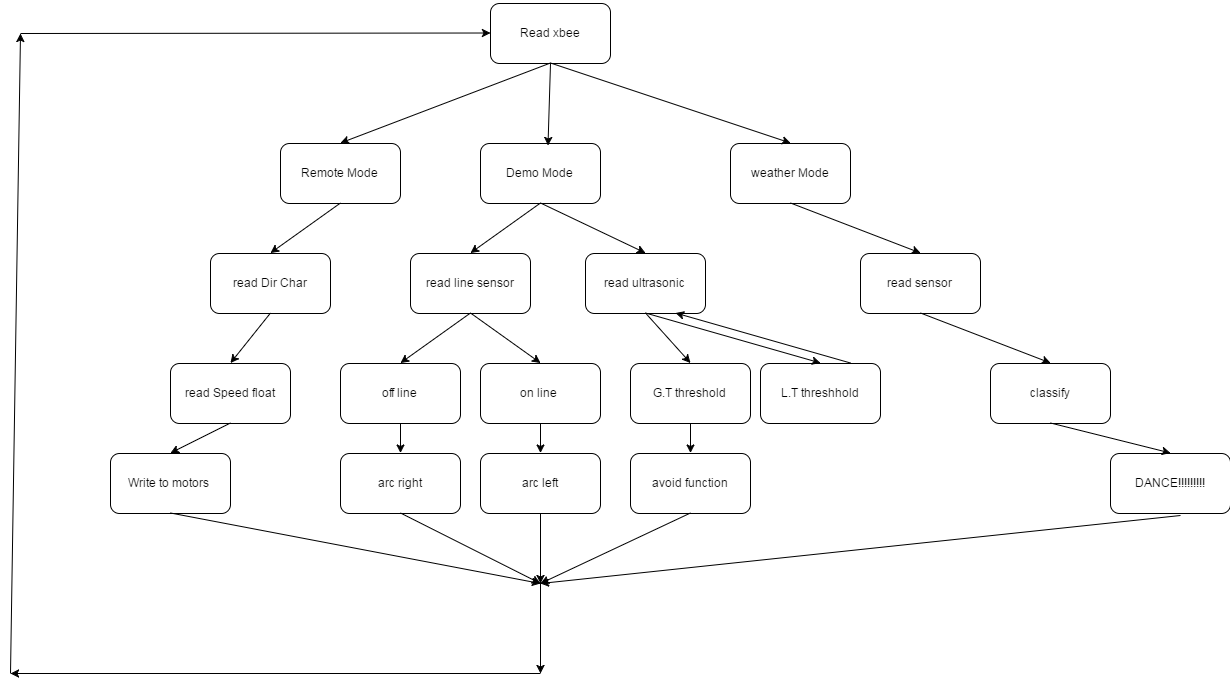 Read xbee
Remote Mode
Demo Mode
weather Mode
read Dir Char
read line sensor
read ultrasonic
read sensor
read Speed float
off line
on line
G.T threshold
L.T threshhold
classify
Write to motors
arc right
arc left
avoid function
DANCE!!!!!!!!!